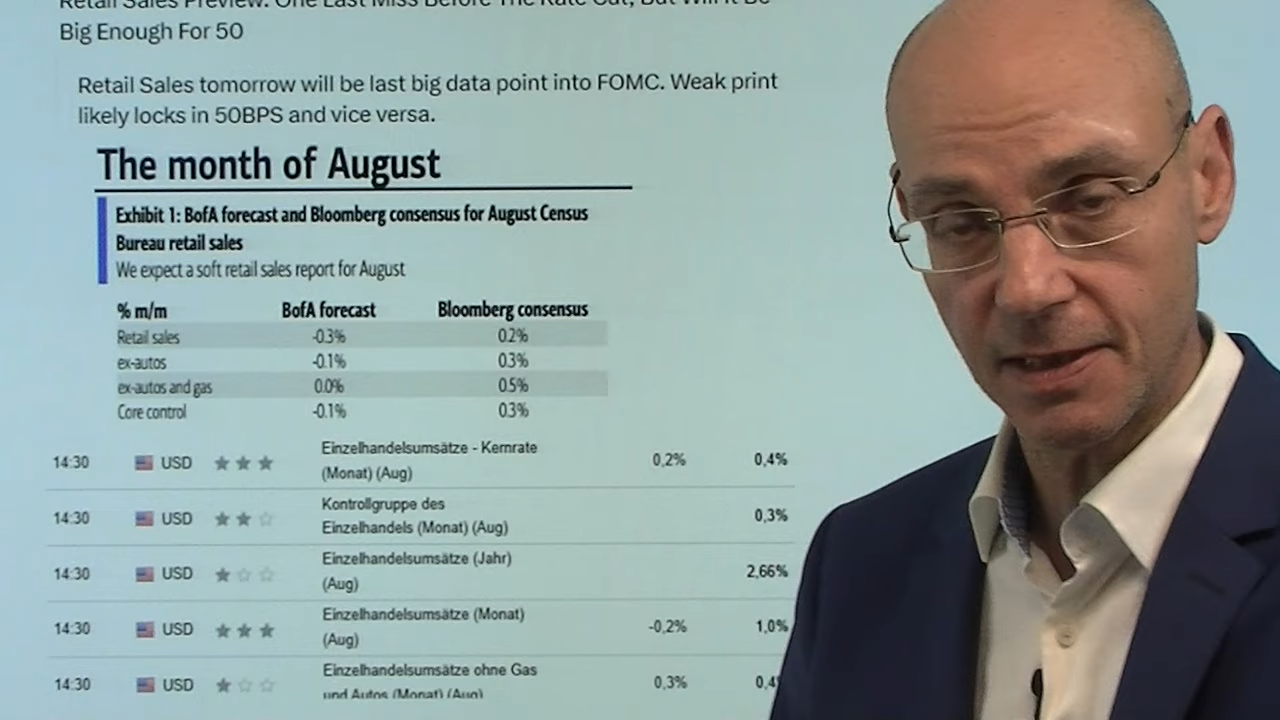 Big Enough For 50
Retail Sales tomorrow will be last big data point into FOMC. Weak print
likely locks in 50BPS and vice versa.
The month of August
Exhibit 1: BofA forecast and Bloomberg consensus for August Census
Bureau retail sales
We expect a soft retail sales report for August
% m/m BofA forecast Bloomberg consensus
Retail sales -0.3% 0.2%
ex-autos -0.1% 0.3%
ex-autos and gas 0.0% 0.5%
Core control -0.1% 0.3%
14:30 USD Einzelhandelsumsätze - Kernrate
(Monat) (Aug) 0,2% 0,4%
14:30 USD Kontrollgruppe des
Einzelhandels (Monat) (Aug) 0,3%
14:30 USD Einzelhandelsumsätze (Jahr)
(Aug) 2,66%
14:30 USD Einzelhandelsumsätze (Monat)
(Aug) -0,2% 1,0%
14:30 USD Einzelhandelsumsätze ohne Gas
und Autos (Monat) (Aug) 0,3%